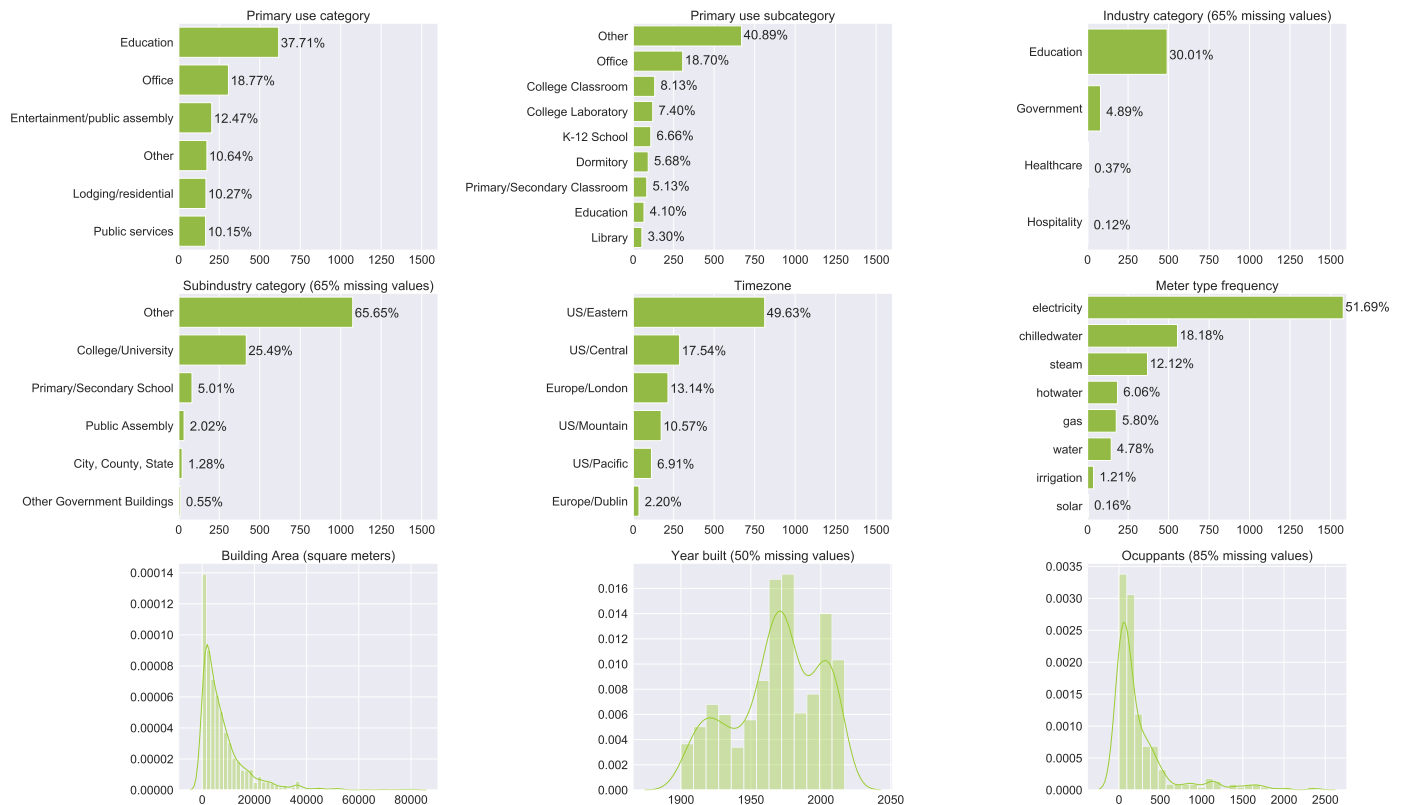 Primary use category
Education 37.71%
Office 18.77%
Entertainment/public assembly 12.47%
Other 10.64%
Lodging/residential 10.27%
Public services 10.15%
0 250 500 750 1000 1250 1500
Primary use subcategory
Other 40.89%
Office 18.70%
College Classroom 8.13%
College Laboratory 7.40%
K-12 School 6.66%
Dormitory 5.68%
Primary/Secondary Classroom 5.13%
Education 4.10%
Library 3.30%
0 250 500 750 1000 1250 1500
Industry category (65% missing values)
Education 30.01%
Government 4.89%
Healthcare 0.37%
Hospitality 0.12%
0 250 500 750 1000 1250 1500
Subindustry category (65% missing values)
Other 65.65%
College/University 25.49%
Primary/Secondary School 5.01%
Public Assembly 2.02%
City, County, State 1.28%
Other Government Buildings 0.55%
0 250 500 750 1000 1250 1500
Timezone
US/Eastern 49.63%
US/Central 17.54%
Europe/London 13.14%
US/Mountain 10.57%
US/Pacific 6.91%
Europe/Dublin 2.20%
0 250 500 750 1000 1250 1500
Meter type frequency
electricity 51.69%
chilledwater 18.18%
steam 12.12%
hotwater 6.06%
gas 5.80%
water 4.78%
irrigation 1.21%
solar 0.16%
0 250 500 750 1000 1250 1500
Building Area (square meters)
0.00014
0.00012
0.00010
0.00008
0.00006
0.00004
0.00002
0.00000
0 20000 40000 60000 80000
Year built (50% missing values)
0.016
0.014
0.012
0.010
0.008
0.006
0.004
0.002
0.000
1900 1950 2000 2050
Ocuppants (85% missing values)
0.0035
0.0030
0.0025
0.0020
0.0015
0.0010
0.0005
0.0000
0 500 1000 1500 2000 2500